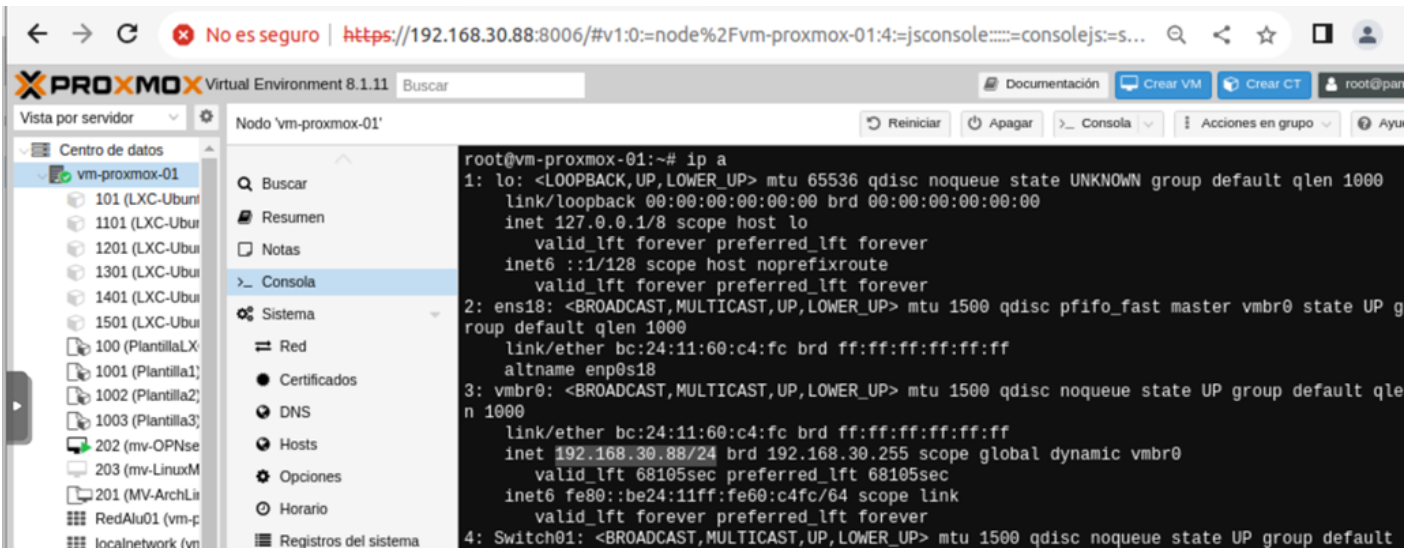 No es seguro | https://192.168.30.88:8006/#v1:0:=node%2Fvm-proxmox-01:4:=jsconsole:::::=consolejs:=s...
PROXMOX Virtual Environment 8.1.11 Buscar Documentación Crear VM Crear CT root@pam
Vista por servidor
Nodo 'vm-proxmox-01' Reiniciar Apagar >_ Consola Acciones en grupo Ayu
Centro de datos
vm-proxmox-01
101 (LXC-Ubunt
1101 (LXC-Ubun
1201 (LXC-Ubun
1301 (LXC-Ubun
1401 (LXC-Ubun
1501 (LXC-Ubun
100 (PlantillaLX
1001 (Plantilla1)
1002 (Plantilla2)
1003 (Plantilla3)
202 (mv-OPNse
203 (mv-LinuxM
201 (MV-ArchLin
RedAlu01 (vm-p
localnetwork (vm
Buscar
Resumen
Notas
>_ Consola
Sistema
Red
Certificados
DNS
Hosts
Opciones
Horario
Registros del sistema
root@vm-proxmox-01:~# ip a
1: lo: <LOOPBACK,UP,LOWER_UP> mtu 65536 qdisc noqueue state UNKNOWN group default qlen 1000
link/loopback 00:00:00:00:00:00 brd 00:00:00:00:00:00
inet 127.0.0.1/8 scope host lo
valid_lft forever preferred_lft forever
inet6 ::1/128 scope host noprefixroute
valid_lft forever preferred_lft forever
2: ens18: <BROADCAST,MULTICAST,UP,LOWER_UP> mtu 1500 qdisc pfifo_fast master vmbr0 state UP g
roup default qlen 1000
link/ether bc:24:11:60:c4:fc brd ff:ff:ff:ff:ff:ff
altname enp0s18
3: vmbr0: <BROADCAST,MULTICAST,UP,LOWER_UP> mtu 1500 qdisc noqueue state UP group default qle
n 1000
link/ether bc:24:11:60:c4:fc brd ff:ff:ff:ff:ff:ff
inet 192.168.30.88/24 brd 192.168.30.255 scope global dynamic vmbr0
valid_lft 68105sec preferred_lft 68105sec
inet6 fe80::be24:11ff:fe60:c4fc/64 scope link
valid_lft forever preferred_lft forever
4: Switch01: <BROADCAST,MULTICAST,UP,LOWER_UP> mtu 1500 qdisc noqueue state UP group default